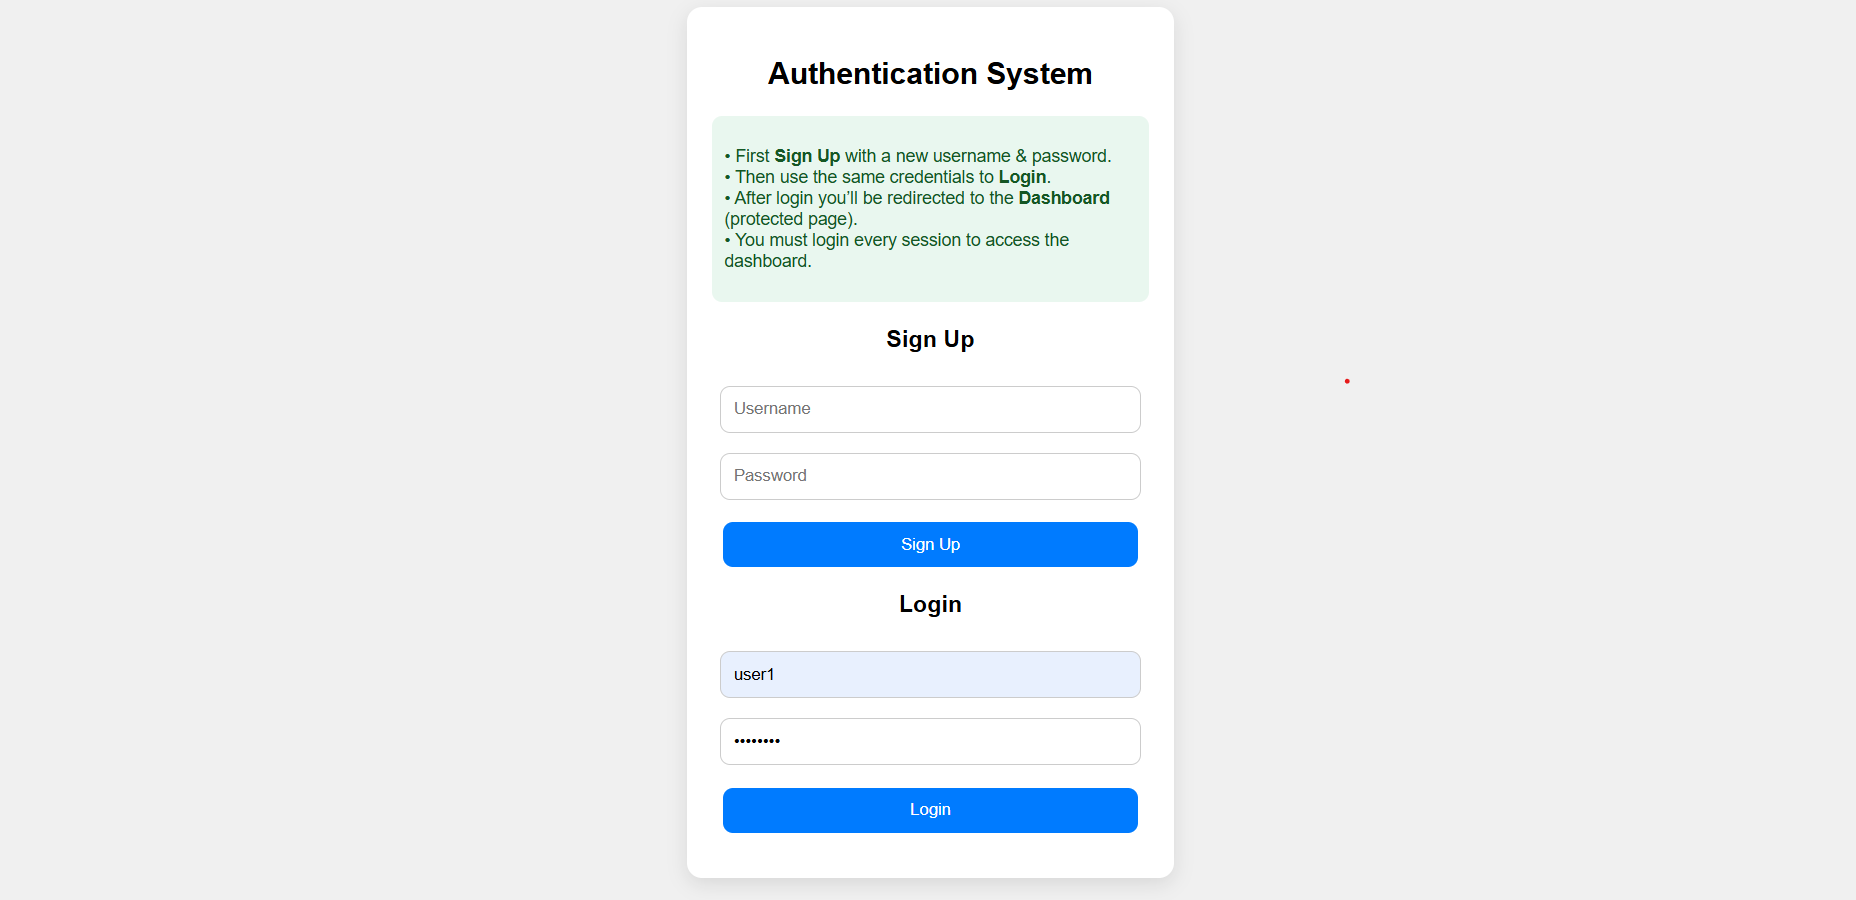 Authentication System
• First Sign Up with a new username & password.
• Then use the same credentials to Login.
• After login you’ll be redirected to the Dashboard
(protected page).
• You must login every session to access the
dashboard.
Sign Up
Username
Password
Sign Up
Login
user1
••••••••
Login